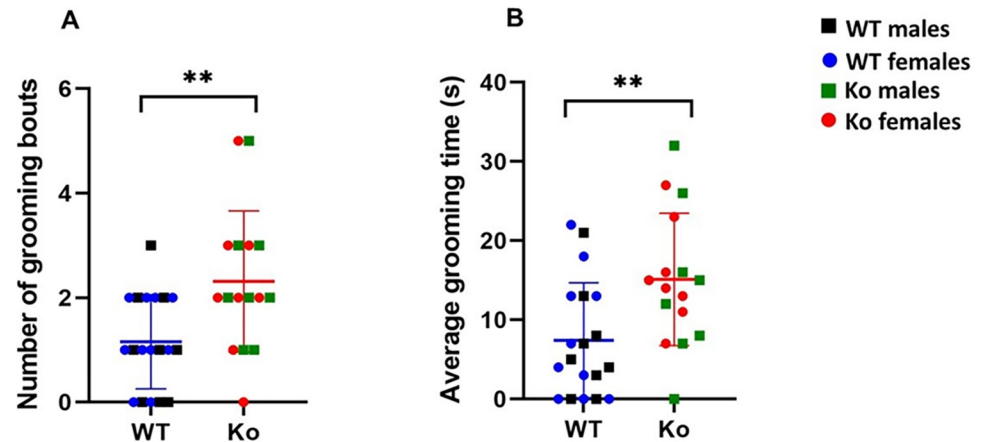 A
Number of grooming bouts
6
4
2
0
**
WT Ko
B
Average grooming time (s)
40
30
20
10
0
**
WT Ko
WT males
WT females
Ko males
Ko females